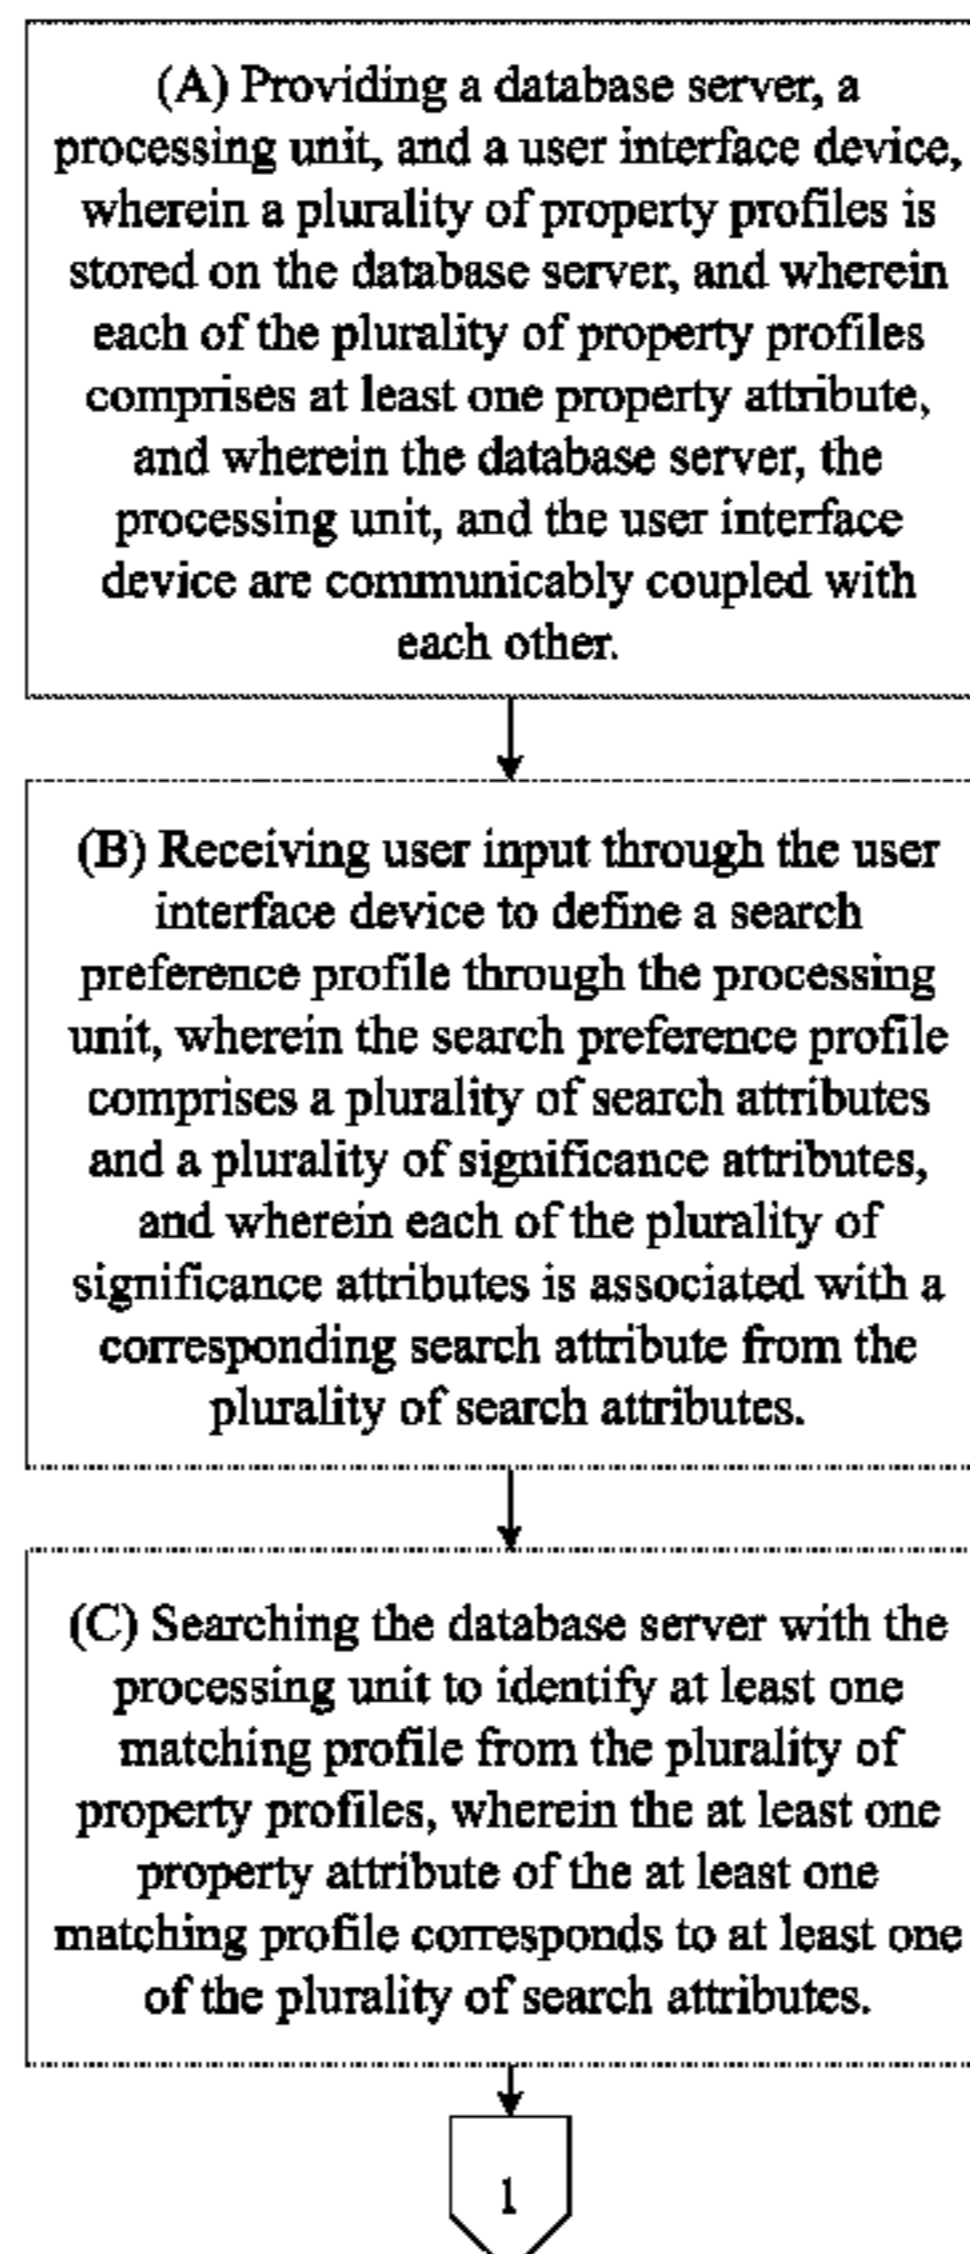 (A) Providing a database server, a
processing unit, and a user interface device,
wherein a plurality of property profiles is
stored on the database server, and wherein
each of the plurality of property profiles
comprises at least one property attribute,
and wherein the database server, the
processing unit, and the user interface
device are communicably coupled with
each other.
(B) Receiving user input through the user
interface device to define a search
preference profile through the processing
unit, wherein the search preference profile
comprises a plurality of search attributes
and a plurality of significance attributes,
and wherein each of the plurality of
significance attributes is associated with a
corresponding search attribute from the
plurality of search attributes.
(C) Searching the database server with the
processing unit to identify at least one
matching profile from the plurality of
property profiles, wherein the at least one
property attribute of the at least one
matching profile corresponds to at least one
of the plurality of search attributes.
1